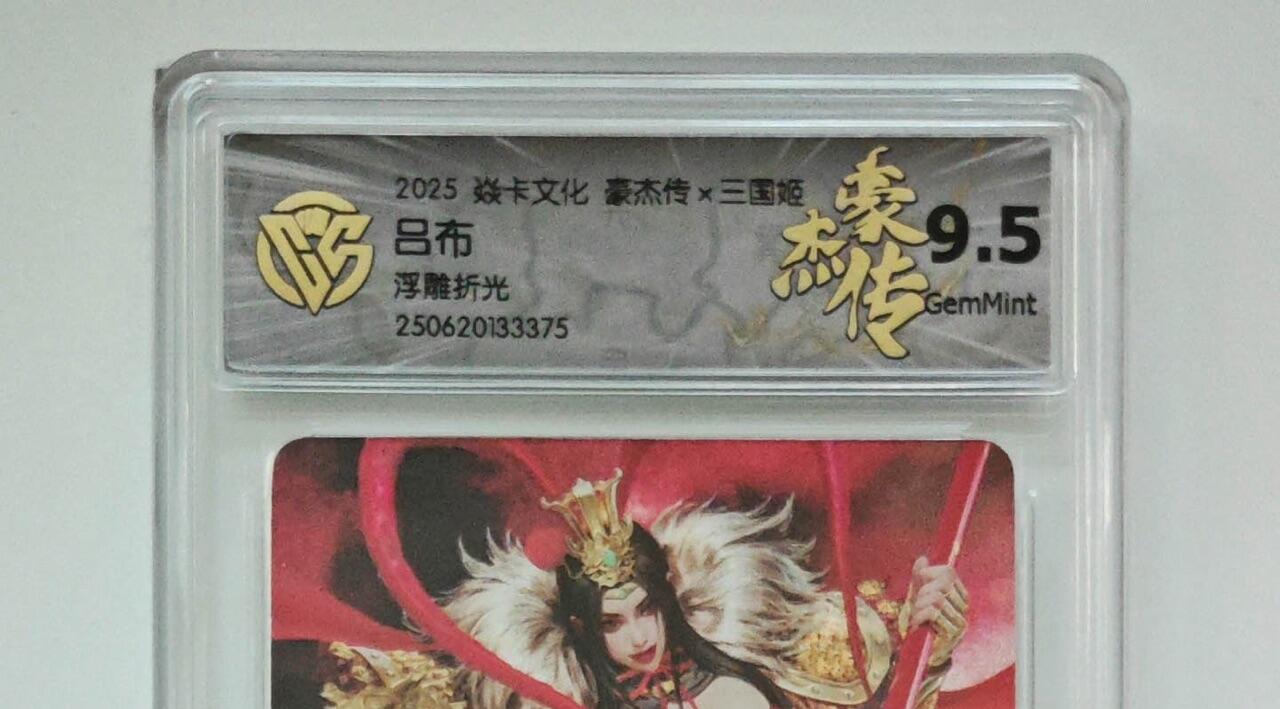 2025 焱卡文化 豪杰传×三国姬
吕布
浮雕折光
250620133375
CCS
豪杰传
9.5
GemMint